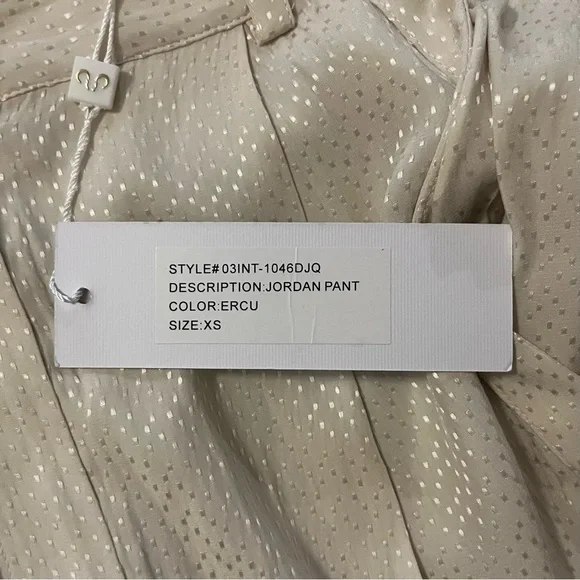 STYLE# 03INT-1046DJQ
DESCRIPTION:JORDAN PANT
COLOR:ERCU
SIZE:XS